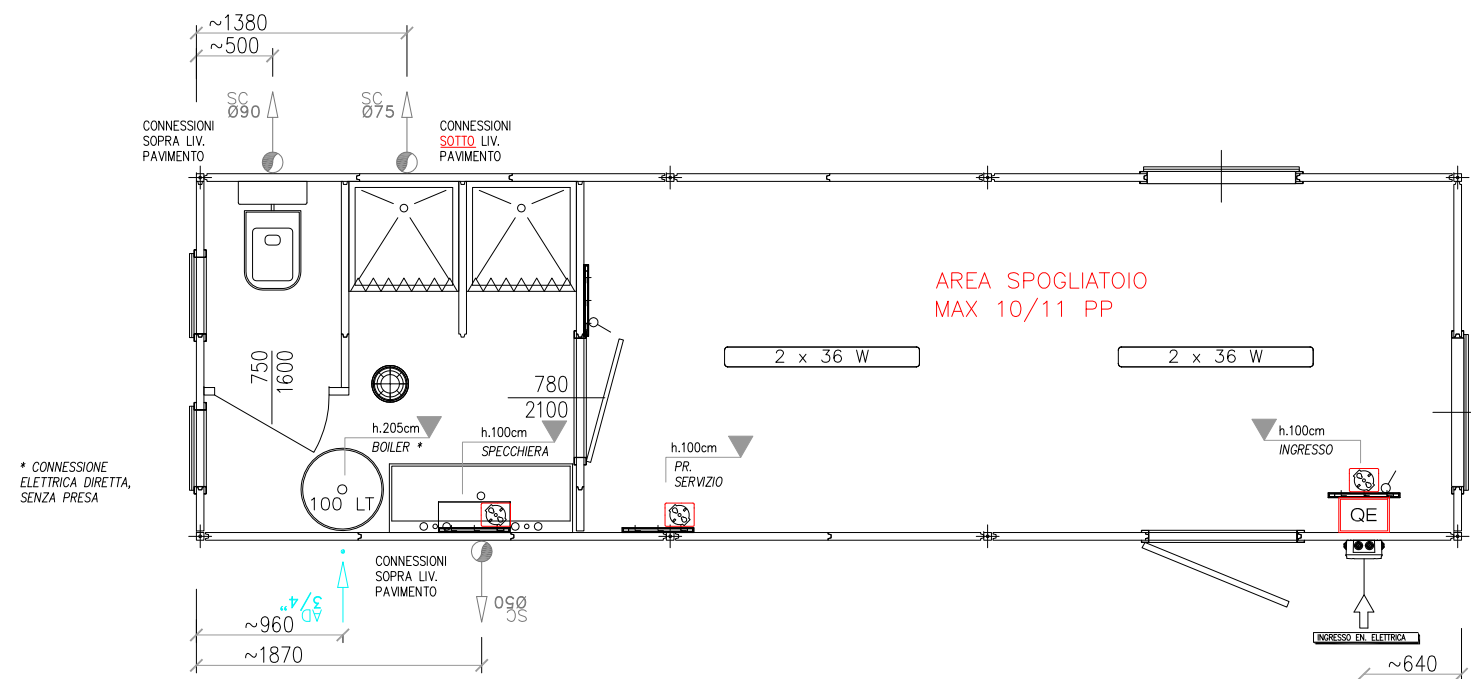 ~1380
~500
SC
Ø90
SC
Ø75
CONNESSIONI
SOPRA LIV.
PAVIMENTO
CONNESSIONI
SOTTO LIV.
PAVIMENTO
AREA SPOGLIATOIO
MAX 10/11 PP
2 x 36 W
2 x 36 W
750
1600
780
2100
h.205cm
BOILER *
h.100cm
SPECCHIERA
h.100cm
PR.
SERVIZIO
h.100cm
INGRESSO
* CONNESSIONE
ELETTRICA DIRETTA,
SENZA PRESA
100 LT
QE
CONNESSIONI
SOPRA LIV.
PAVIMENTO
AD
3/4"
SC
Ø50
~960
~1870
INGRESSO EN. ELETTRICA
~640